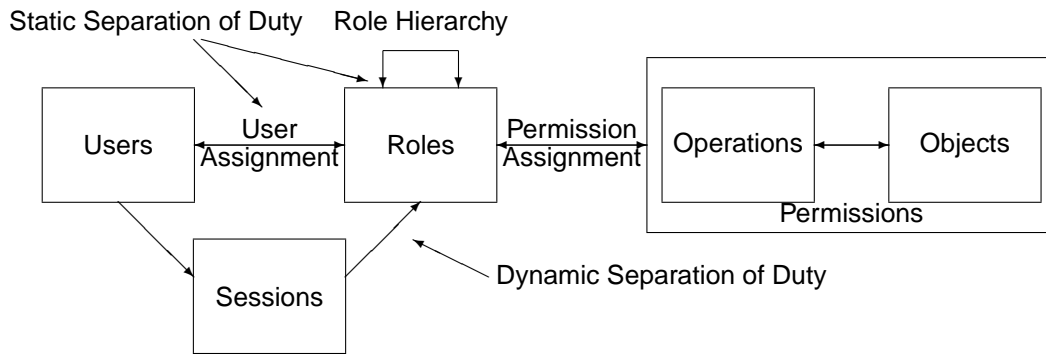 Static Separation of Duty
Role Hierarchy
Users
User
Assignment
Roles
Permission
Assignment
Operations
Objects
Permissions
Sessions
Dynamic Separation of Duty